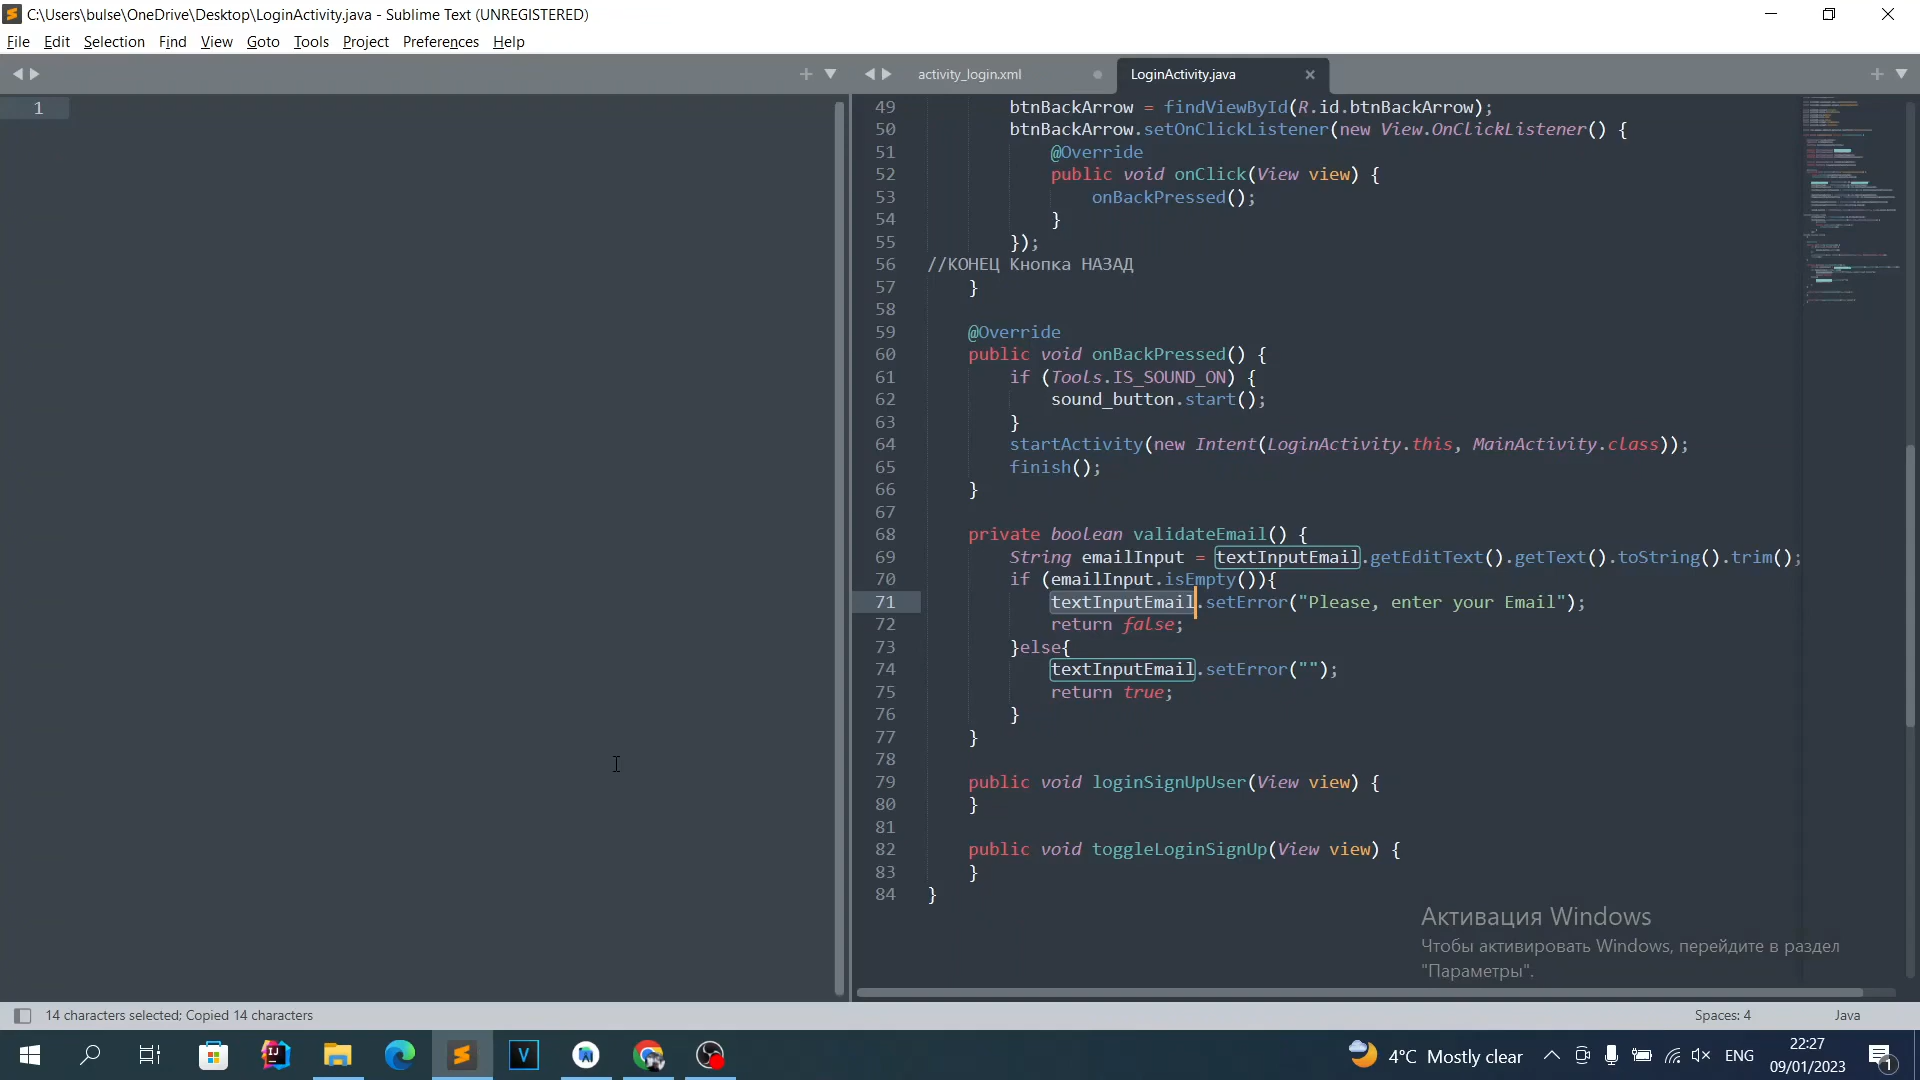 C:\Users\bulse\OneDrive\Desktop\LoginActivity.java - Sublime Text (UNREGISTERED)
File Edit Selection Find View Goto Tools Project Preferences Help
activity_login.xml LoginActivity.java
1
49 btnBackArrow = findViewById(R.id.btnBackArrow);
50 btnBackArrow.setOnClickListener(new View.OnClickListener() {
51 @Override
52 public void onClick(View view) {
53 onBackPressed();
54 }
55 });
56 //КОНЕЦ Кнопка НАЗАД
57 }
58
59 @Override
60 public void onBackPressed() {
61 if (Tools.IS_SOUND_ON) {
62 sound_button.start();
63 }
64 startActivity(new Intent(LoginActivity.this, MainActivity.class));
65 finish();
66 }
67
68 private boolean validateEmail() {
69 String emailInput = textInputEmail.getEditText().getText().toString().trim();
70 if (emailInput.isEmpty()){
71 textInputEmail.setError("Please, enter your Email");
72 return false;
73 }else{
74 textInputEmail.setError("");
75 return true;
76 }
77 }
78
79 public void loginSignUpUser(View view) {
80 }
81
82 public void toggleLoginSignUp(View view) {
83 }
84 }
Активация Windows
Чтобы активировать Windows, перейдите в раздел
"Параметры".
14 characters selected; Copied 14 characters
Spaces: 4 Java
4°C Mostly clear ENG 22:27
09/01/2023
1